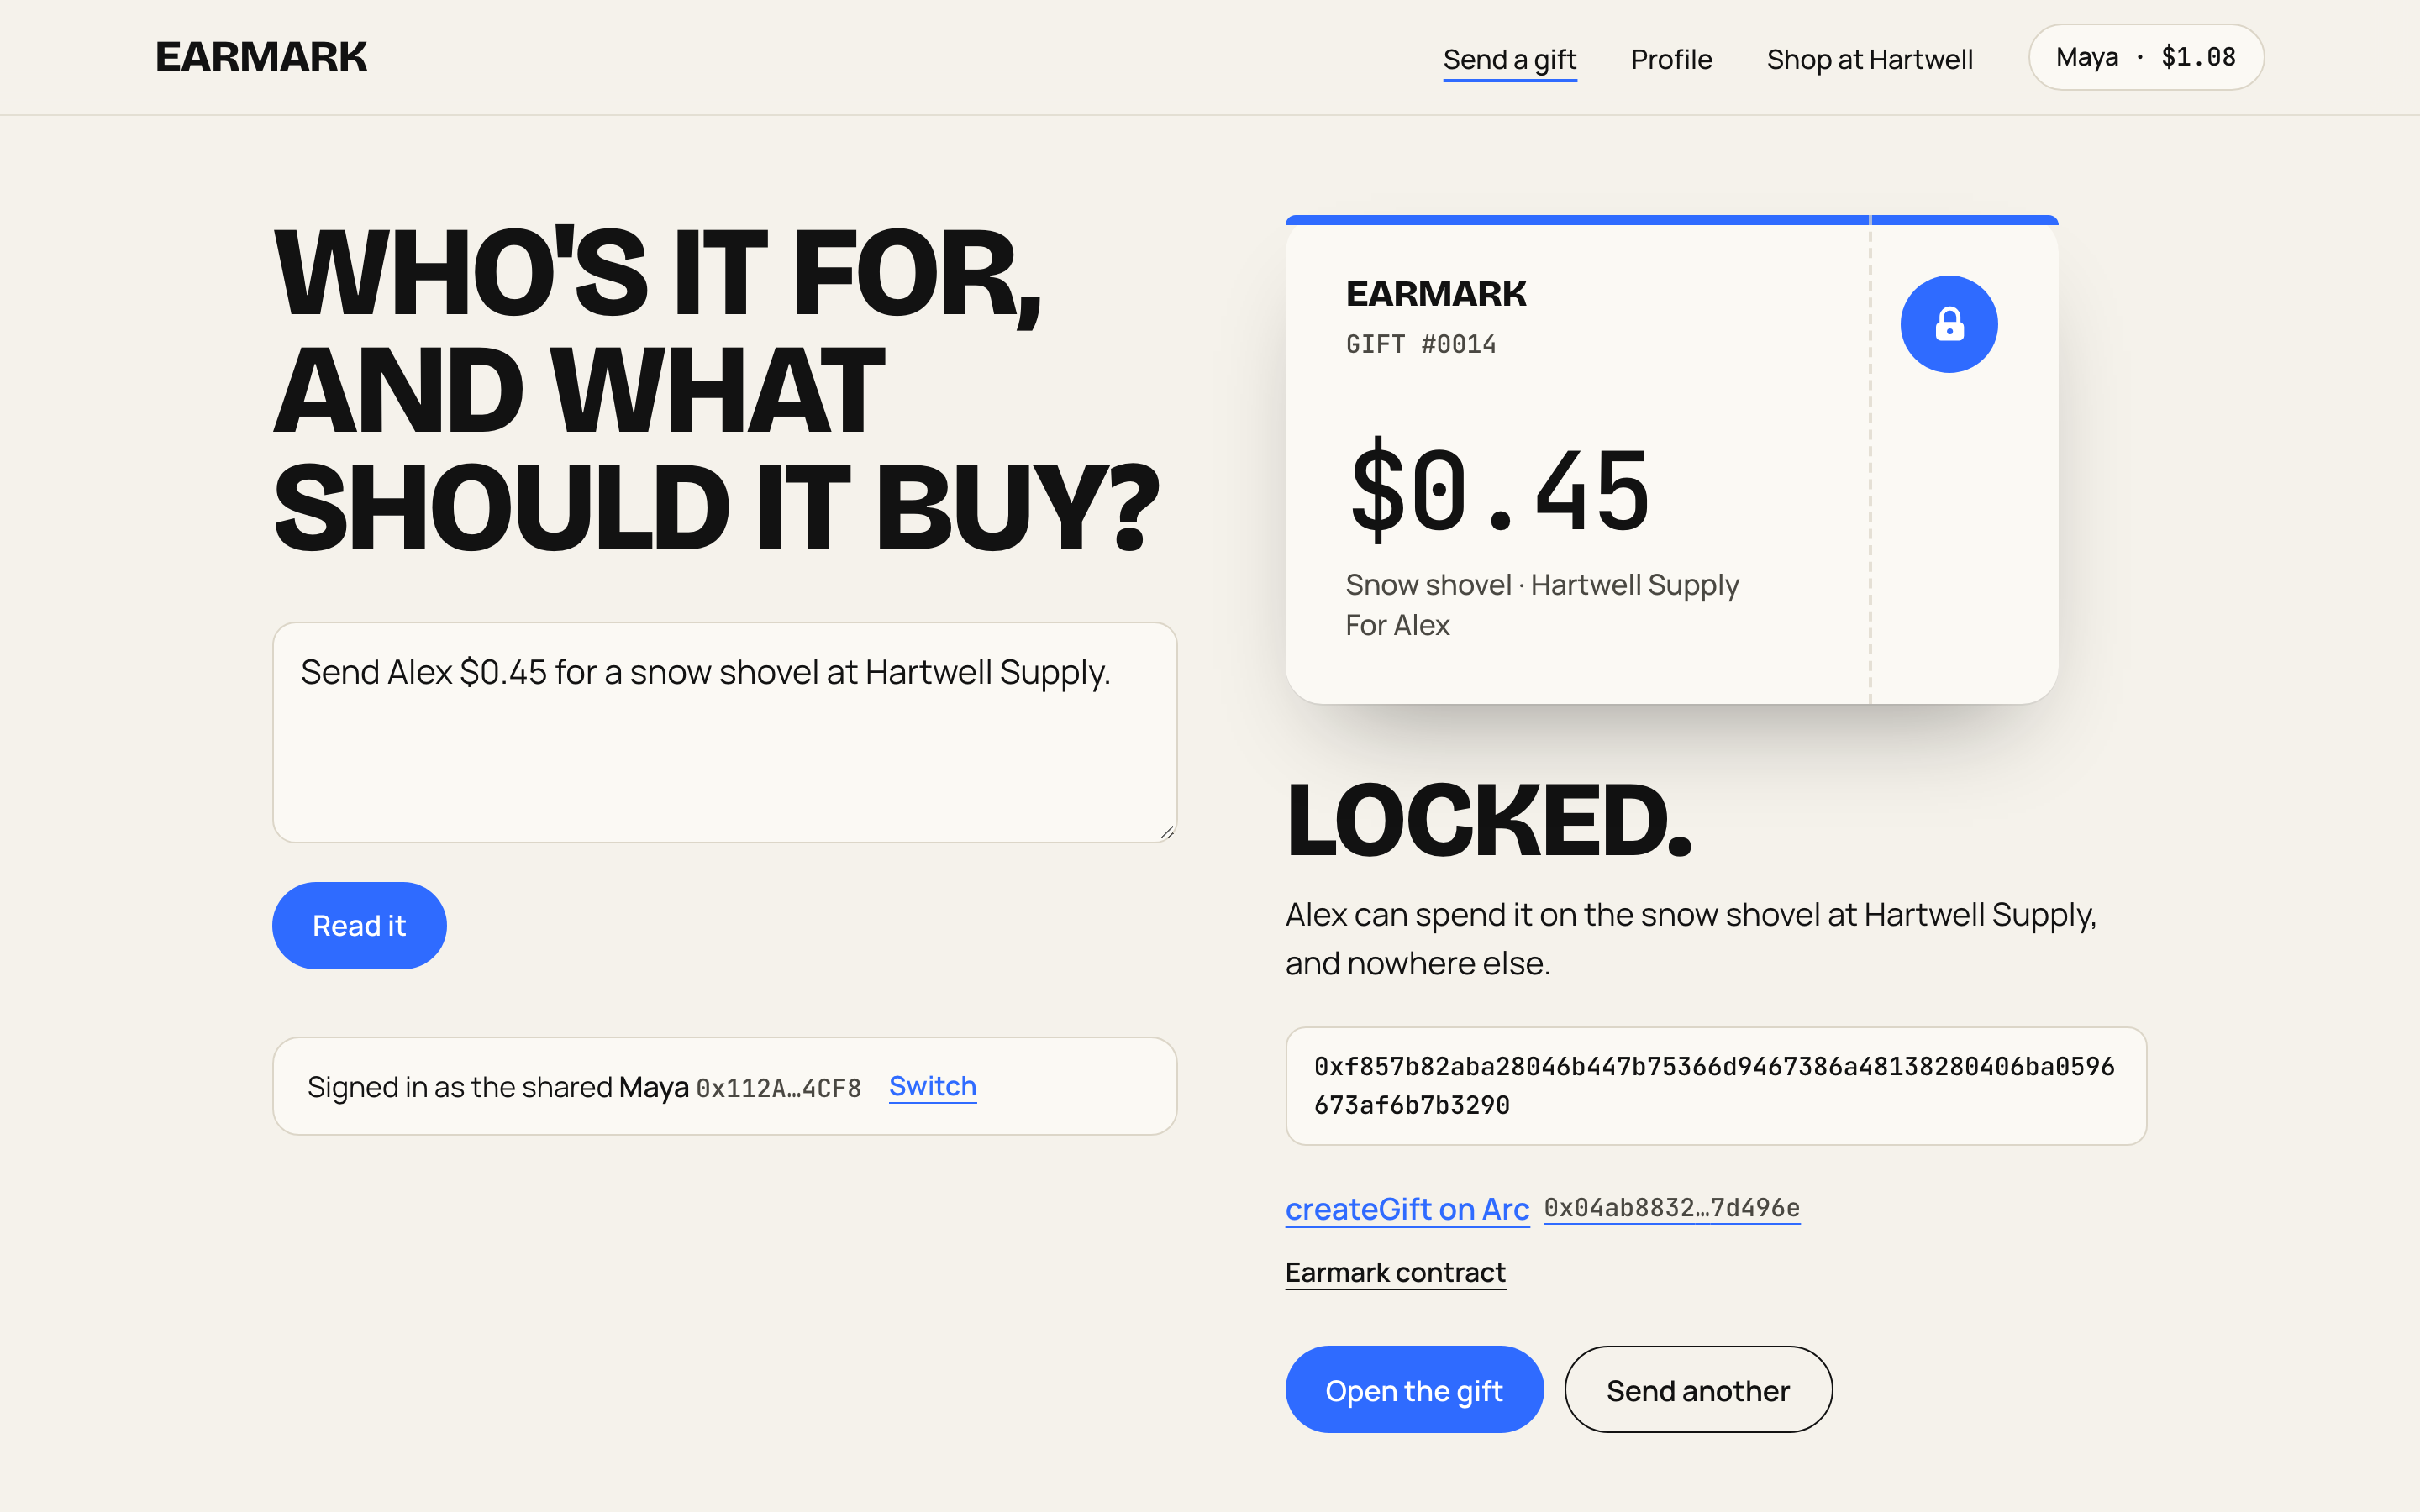 EARMARK
Send a gift
Profile
Shop at Hartwell
Maya · $1.08
WHO'S IT FOR,
AND WHAT
SHOULD IT BUY?
Send Alex $0.45 for a snow shovel at Hartwell Supply.
Read it
Signed in as the shared Maya 0x112A…4CF8 Switch
EARMARK
GIFT #0014
$0.45
Snow shovel · Hartwell Supply
For Alex
LOCKED.
Alex can spend it on the snow shovel at Hartwell Supply,
and nowhere else.
0xf857b82aba28046b447b75366d9467386a48138280406ba0596
673af6b7b3290
createGift on Arc 0x04ab8832…7d496e
Earmark contract
Open the gift
Send another